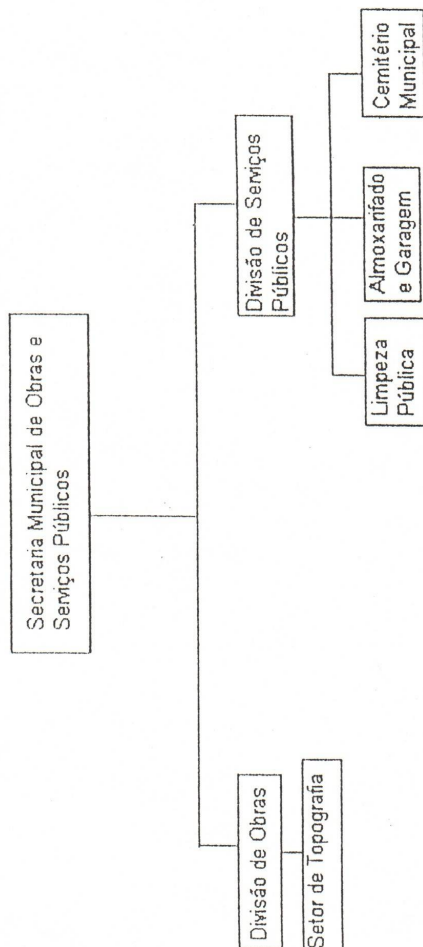 Secretaria Municipal de Obras e
Serviços Públicos
Divisão de Obras
Setor de Topografia
Divisão de Serviços
Públicos
Limpeza
Pública
Almoxarifado
e Garagem
Cemitério
Municipal